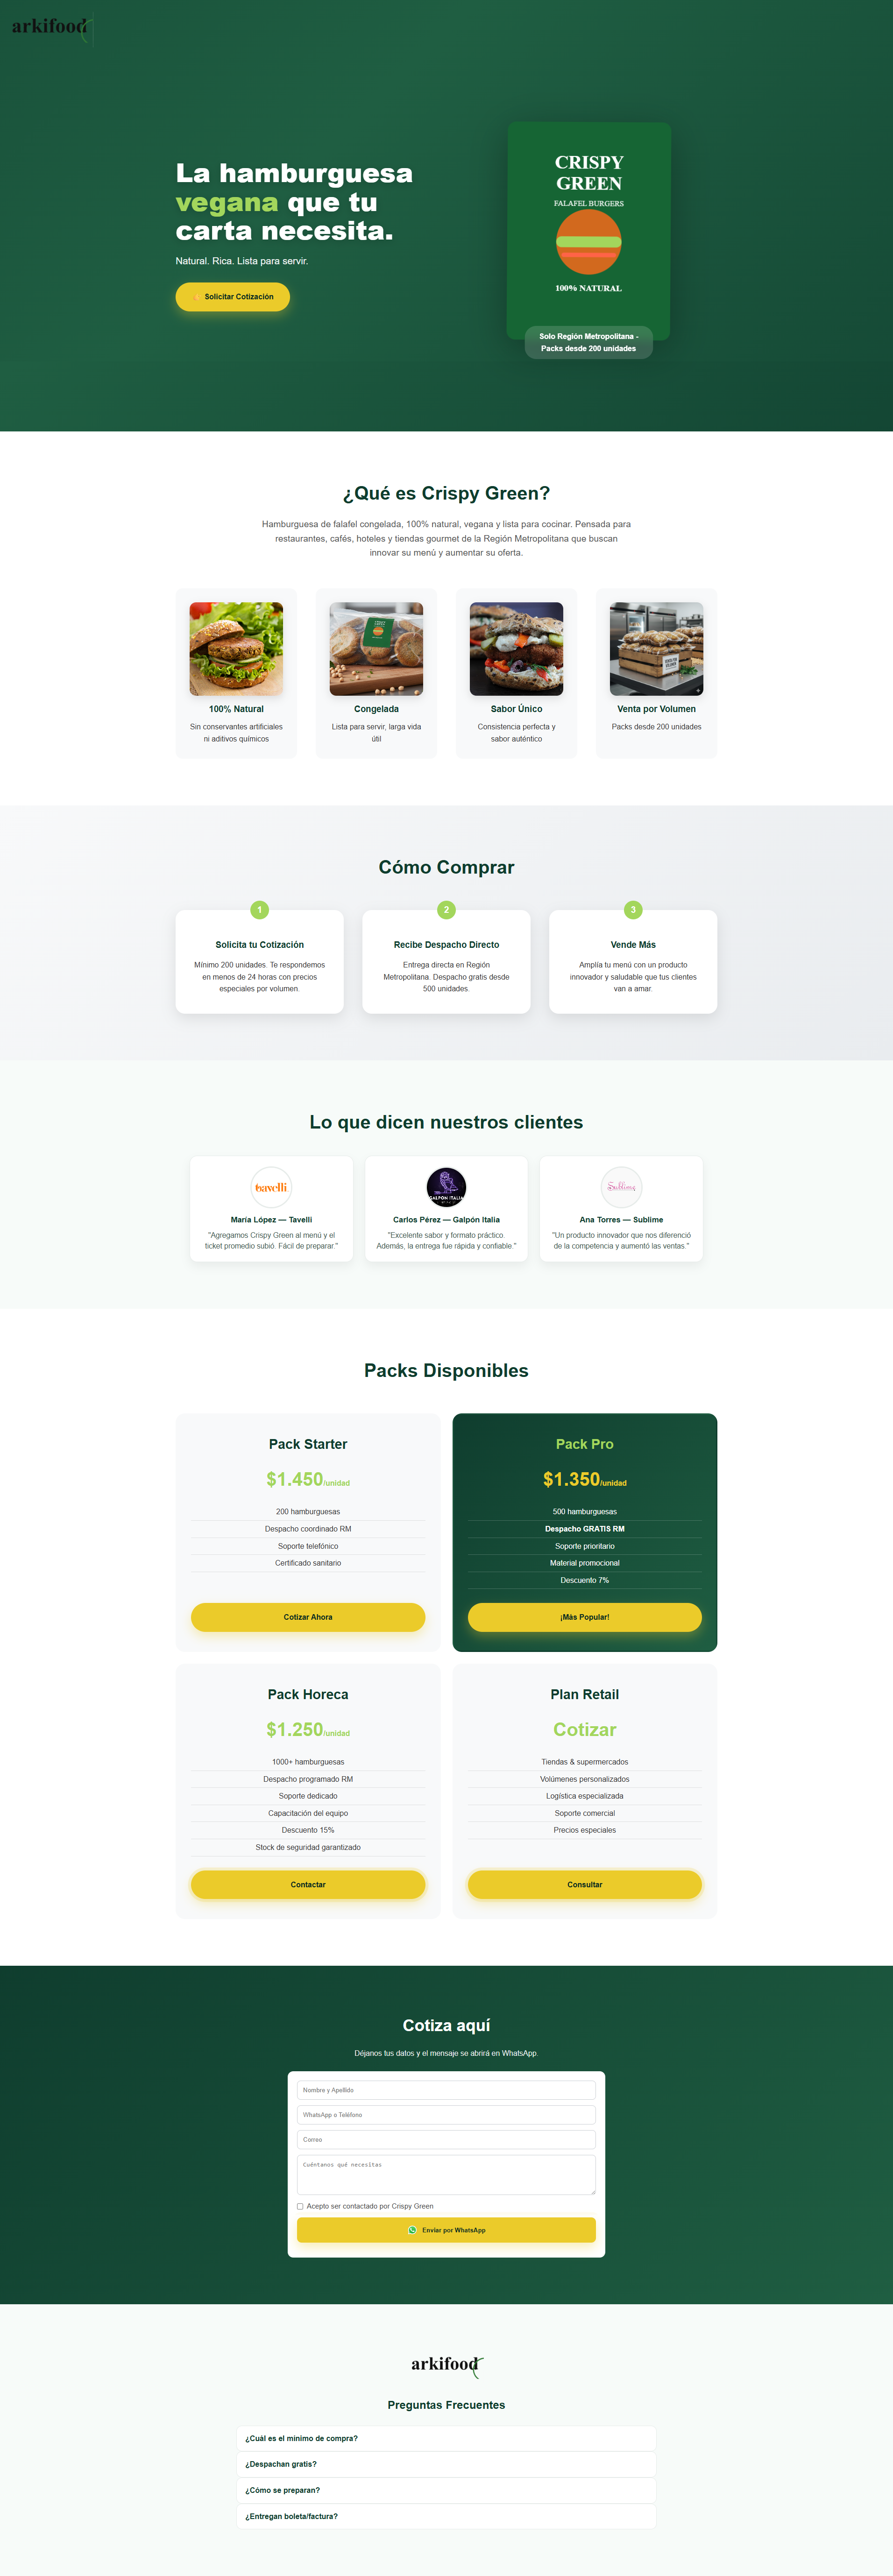 arkifood
La hamburguesa
vegana que tu
carta necesita.
Natural. Rica. Lista para servir.
Solicitar Cotización
CRISPY
GREEN
FALAFEL BURGERS
100% NATURAL
Solo Región Metropolitana -
Packs desde 200 unidades
¿Qué es Crispy Green?
Hamburguesa de falafel congelada, 100% natural, vegana y lista para cocinar. Pensada para
restaurantes, cafés, hoteles y tiendas gourmet de la Región Metropolitana que buscan
innovar su menú y aumentar su oferta.
100% Natural
Sin conservantes artificiales
ni aditivos químicos
Congelada
Lista para servir, larga vida
útil
Sabor Único
Consistencia perfecta y
sabor auténtico
Venta por Volumen
Packs desde 200 unidades
Cómo Comprar
1
Solicita tu Cotización
Mínimo 200 unidades. Te respondemos
en menos de 24 horas con precios
especiales por volumen.
2
Recibe Despacho Directo
Entrega directa en Región
Metropolitana. Despacho gratis desde
500 unidades.
3
Vende Más
Amplía tu menú con un producto
innovador y saludable que tus clientes
van a amar.
Lo que dicen nuestros clientes
tavelli
María López — Tavelli
"Agregamos Crispy Green al menú y el
ticket promedio subió. Fácil de preparar."
GALPON ITALIA
Carlos Pérez — Galpón Italia
"Excelente sabor y formato práctico.
Además, la entrega fue rápida y confiable."
Sublime
Ana Torres — Sublime
"Un producto innovador que nos diferenció
de la competencia y aumentó las ventas."
Packs Disponibles
Pack Starter
$1.450/unidad
200 hamburguesas
Despacho coordinado RM
Soporte telefónico
Certificado sanitario
Cotizar Ahora
Pack Pro
$1.350/unidad
500 hamburguesas
Despacho GRATIS RM
Soporte prioritario
Material promocional
Descuento 7%
¡Más Popular!
Pack Horeca
$1.250/unidad
1000+ hamburguesas
Despacho programado RM
Soporte dedicado
Capacitación del equipo
Descuento 15%
Stock de seguridad garantizado
Contactar
Plan Retail
Cotizar
Tiendas & supermercados
Volúmenes personalizados
Logística especializada
Soporte comercial
Precios especiales
Consultar
Cotiza aquí
Déjanos tus datos y el mensaje se abrirá en WhatsApp.
Nombre y Apellido
WhatsApp o Teléfono
Correo
Cuéntanos qué necesitas
Acepto ser contactado por Crispy Green
Enviar por WhatsApp
arkifood
Preguntas Frecuentes
¿Cuál es el mínimo de compra?
¿Despachan gratis?
¿Cómo se preparan?
¿Entregan boleta/factura?